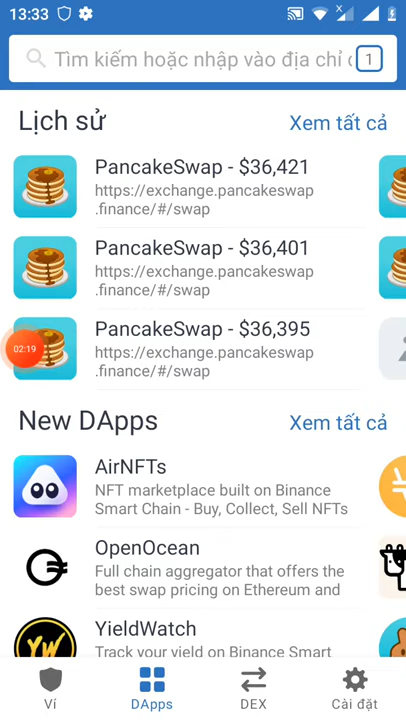 13:33
Tìm kiếm hoặc nhập vào địa chỉ
1
Lịch sử
Xem tất cả
PancakeSwap - $36,421
https://exchange.pancakeswap
.finance/#/swap
PancakeSwap - $36,401
https://exchange.pancakeswap
.finance/#/swap
PancakeSwap - $36,395
https://exchange.pancakeswap
.finance/#/swap
02:19
New DApps
Xem tất cả
AirNFTs
NFT marketplace built on Binance
Smart Chain - Buy, Collect, Sell NFTs
OpenOcean
Full chain aggregator that offers the
best swap pricing on Ethereum and
YW
YieldWatch
Track your yield on Binance Smart
Ví
DApps
DEX
Cài đặt